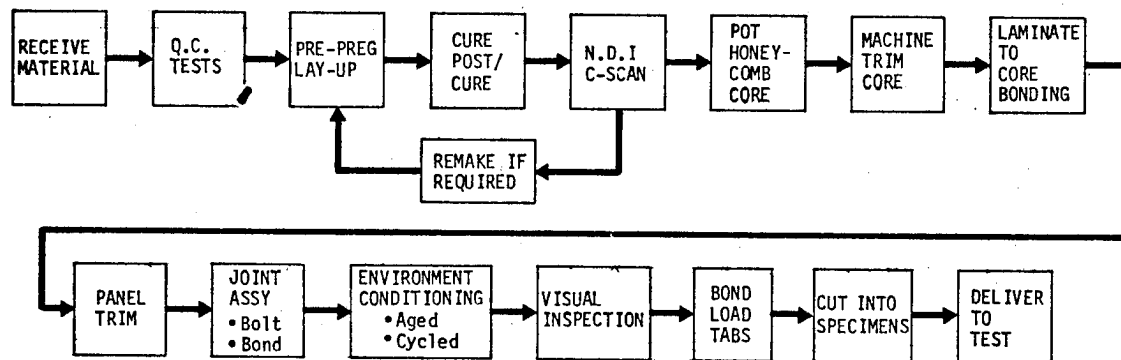 RECEIVE
MATERIAL
Q.C.
TESTS
PRE-PREG
LAY-UP
CURE
POST/
CURE
N.D.I
C-SCAN
POT
HONEY-
COMB
CORE
MACHINE
TRIM
CORE
LAMINATE
TO
CORE
BONDING
REMAKE IF
REQUIRED
PANEL
TRIM
JOINT
ASSY
• Bolt
• Bond
ENVIRONMENT
CONDITIONING
• Aged
• Cycled
VISUAL
INSPECTION
BOND
LOAD
TABS
CUT INTO
SPECIMENS
DELIVER
TO
TEST